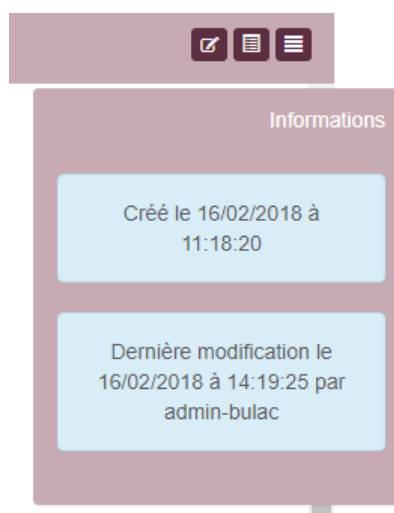 Informations
Créé le 16/02/2018 à
11:18:20
Dernière modification le
16/02/2018 à 14:19:25 par
admin-bulac